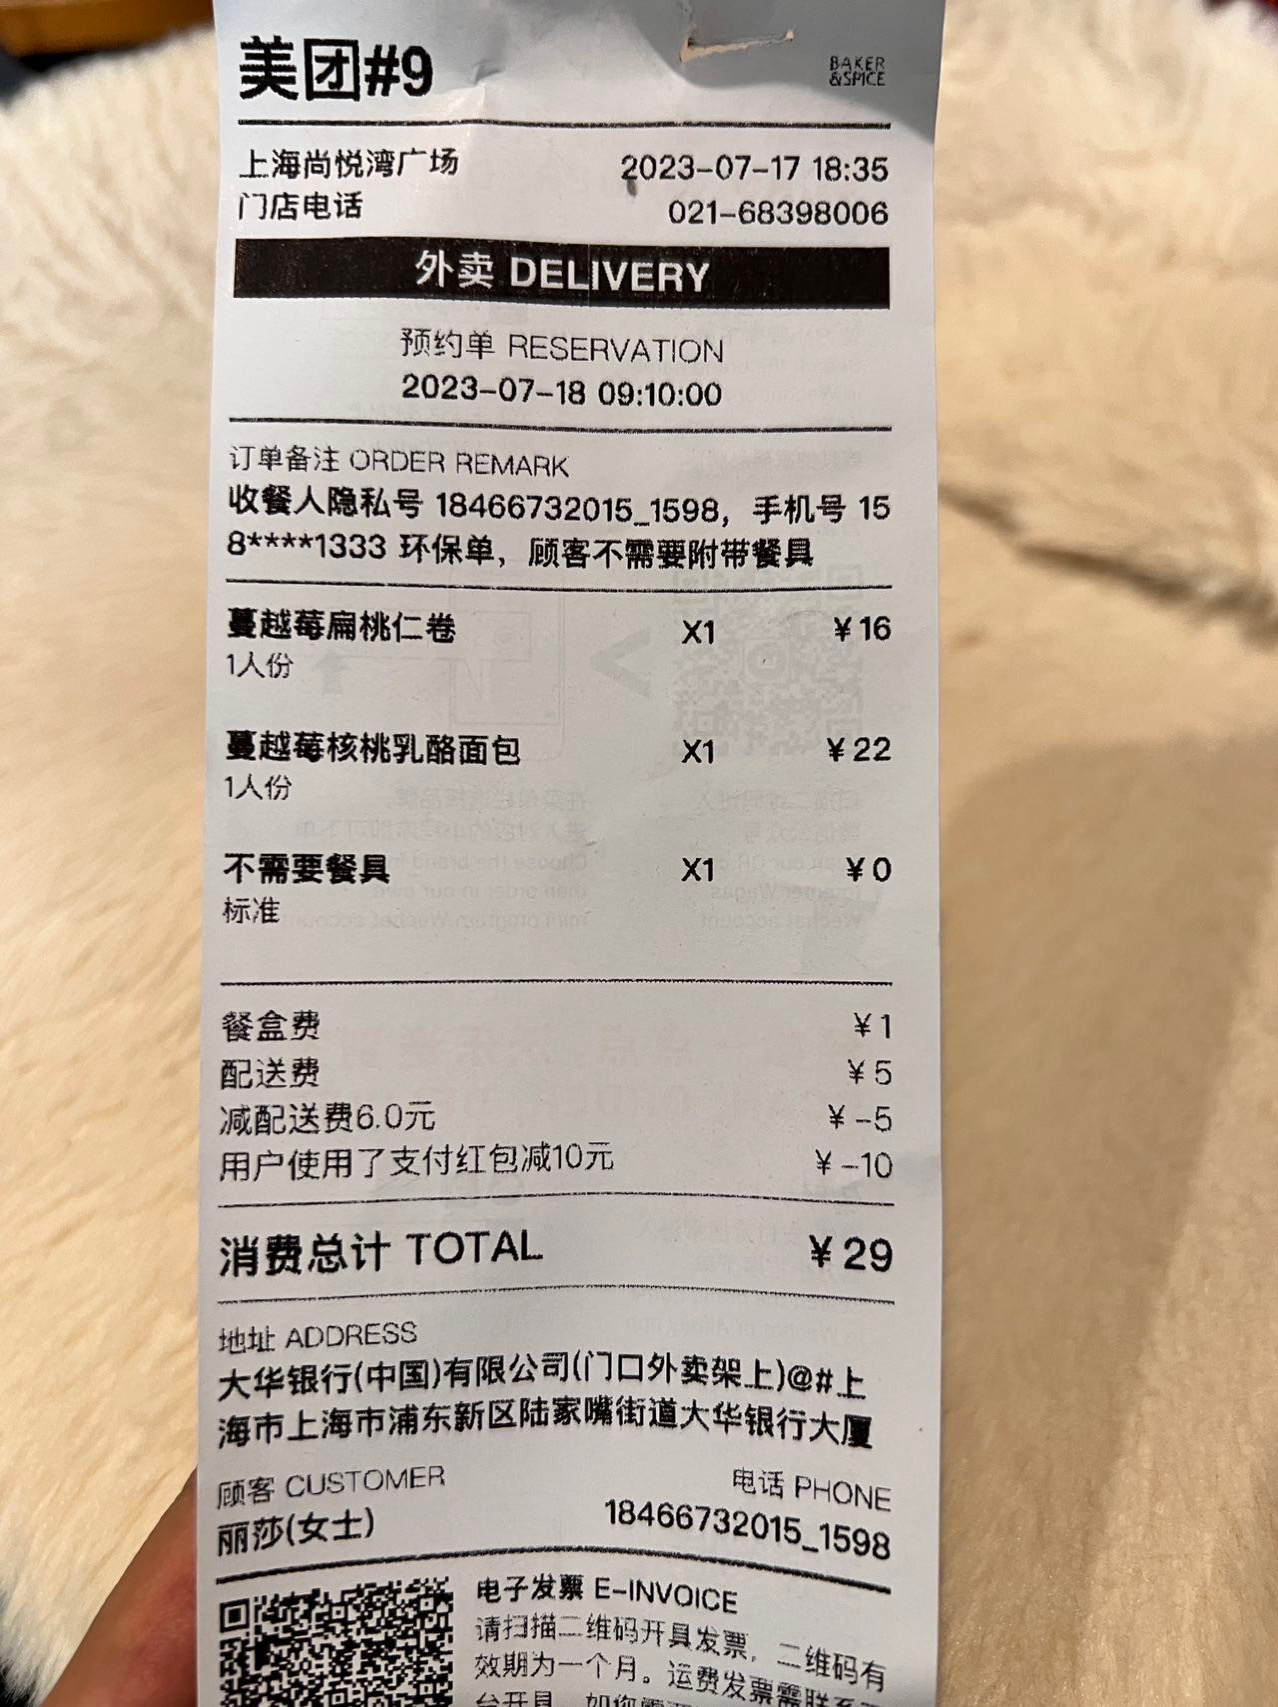 美团#9
BAKER
&SPICE
上海尚悦湾广场 2023-07-17 18:35
门店电话 021-68398006
外卖 DELIVERY
预约单 RESERVATION
2023-07-18 09:10:00
订单备注 ORDER REMARK
收餐人隐私号 18466732015_1598，手机号 15
8****1333 环保单，顾客不需要附带餐具
蔓越莓扁桃仁卷 X1 ¥16
1人份
蔓越莓核桃乳酪面包 X1 ¥22
1人份
不需要餐具 X1 ¥0
标准
餐盒费 ¥1
配送费 ¥5
减配送费6.0元 ¥-5
用户使用了支付红包减10元 ¥-10
消费总计 TOTAL ¥29
地址 ADDRESS
大华银行(中国)有限公司(门口外卖架上)@#上
海市上海市浦东新区陆家嘴街道大华银行大厦
顾客 CUSTOMER 电话 PHONE
丽莎(女士) 18466732015_1598
电子发票 E-INVOICE
请扫描二维码开具发票，二维码有
效期为一个月。运费发票需联系
台开具，如您需